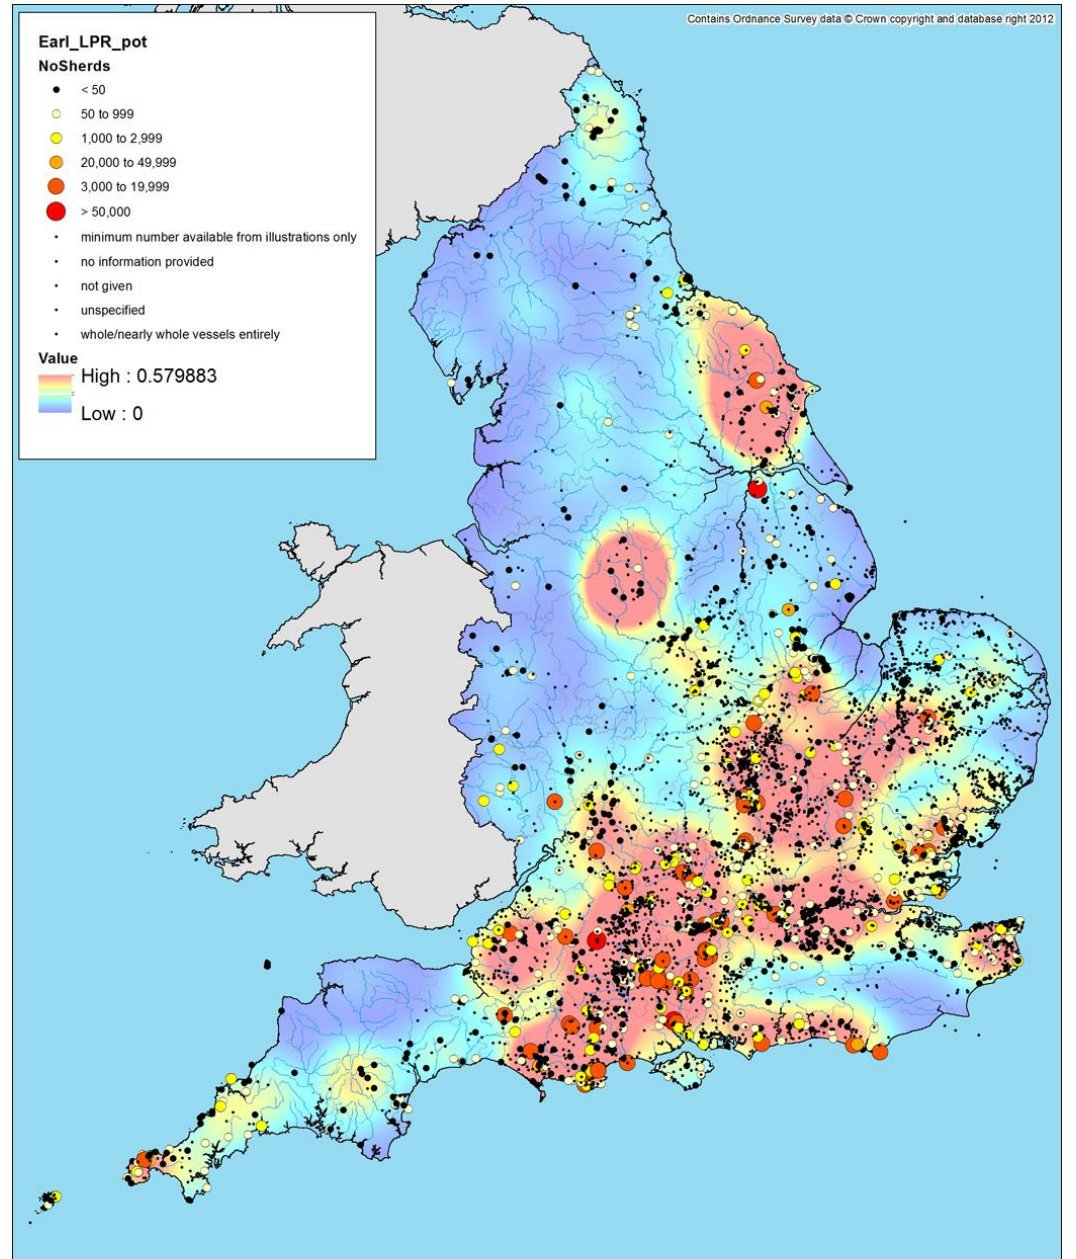 Contains Ordnance Survey data © Crown copyright and database right 2012
Earl_LPR_pot
NoSherds
< 50
50 to 999
1,000 to 2,999
20,000 to 49,999
3,000 to 19,999
> 50,000
minimum number available from illustrations only
no information provided
not given
unspecified
whole/nearly whole vessels entirely
Value
High : 0.579883
Low : 0